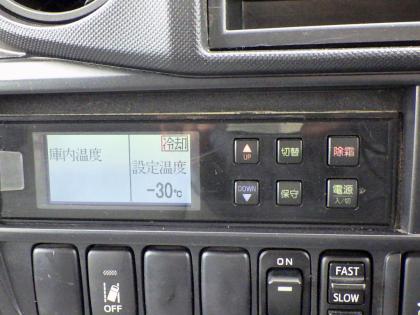 冷却
庫内温度
設定温度
-30℃
▲
UP
切替
除霜
DOWN
▼
保守
電源
入/切
OFF
ON
FAST
SLOW